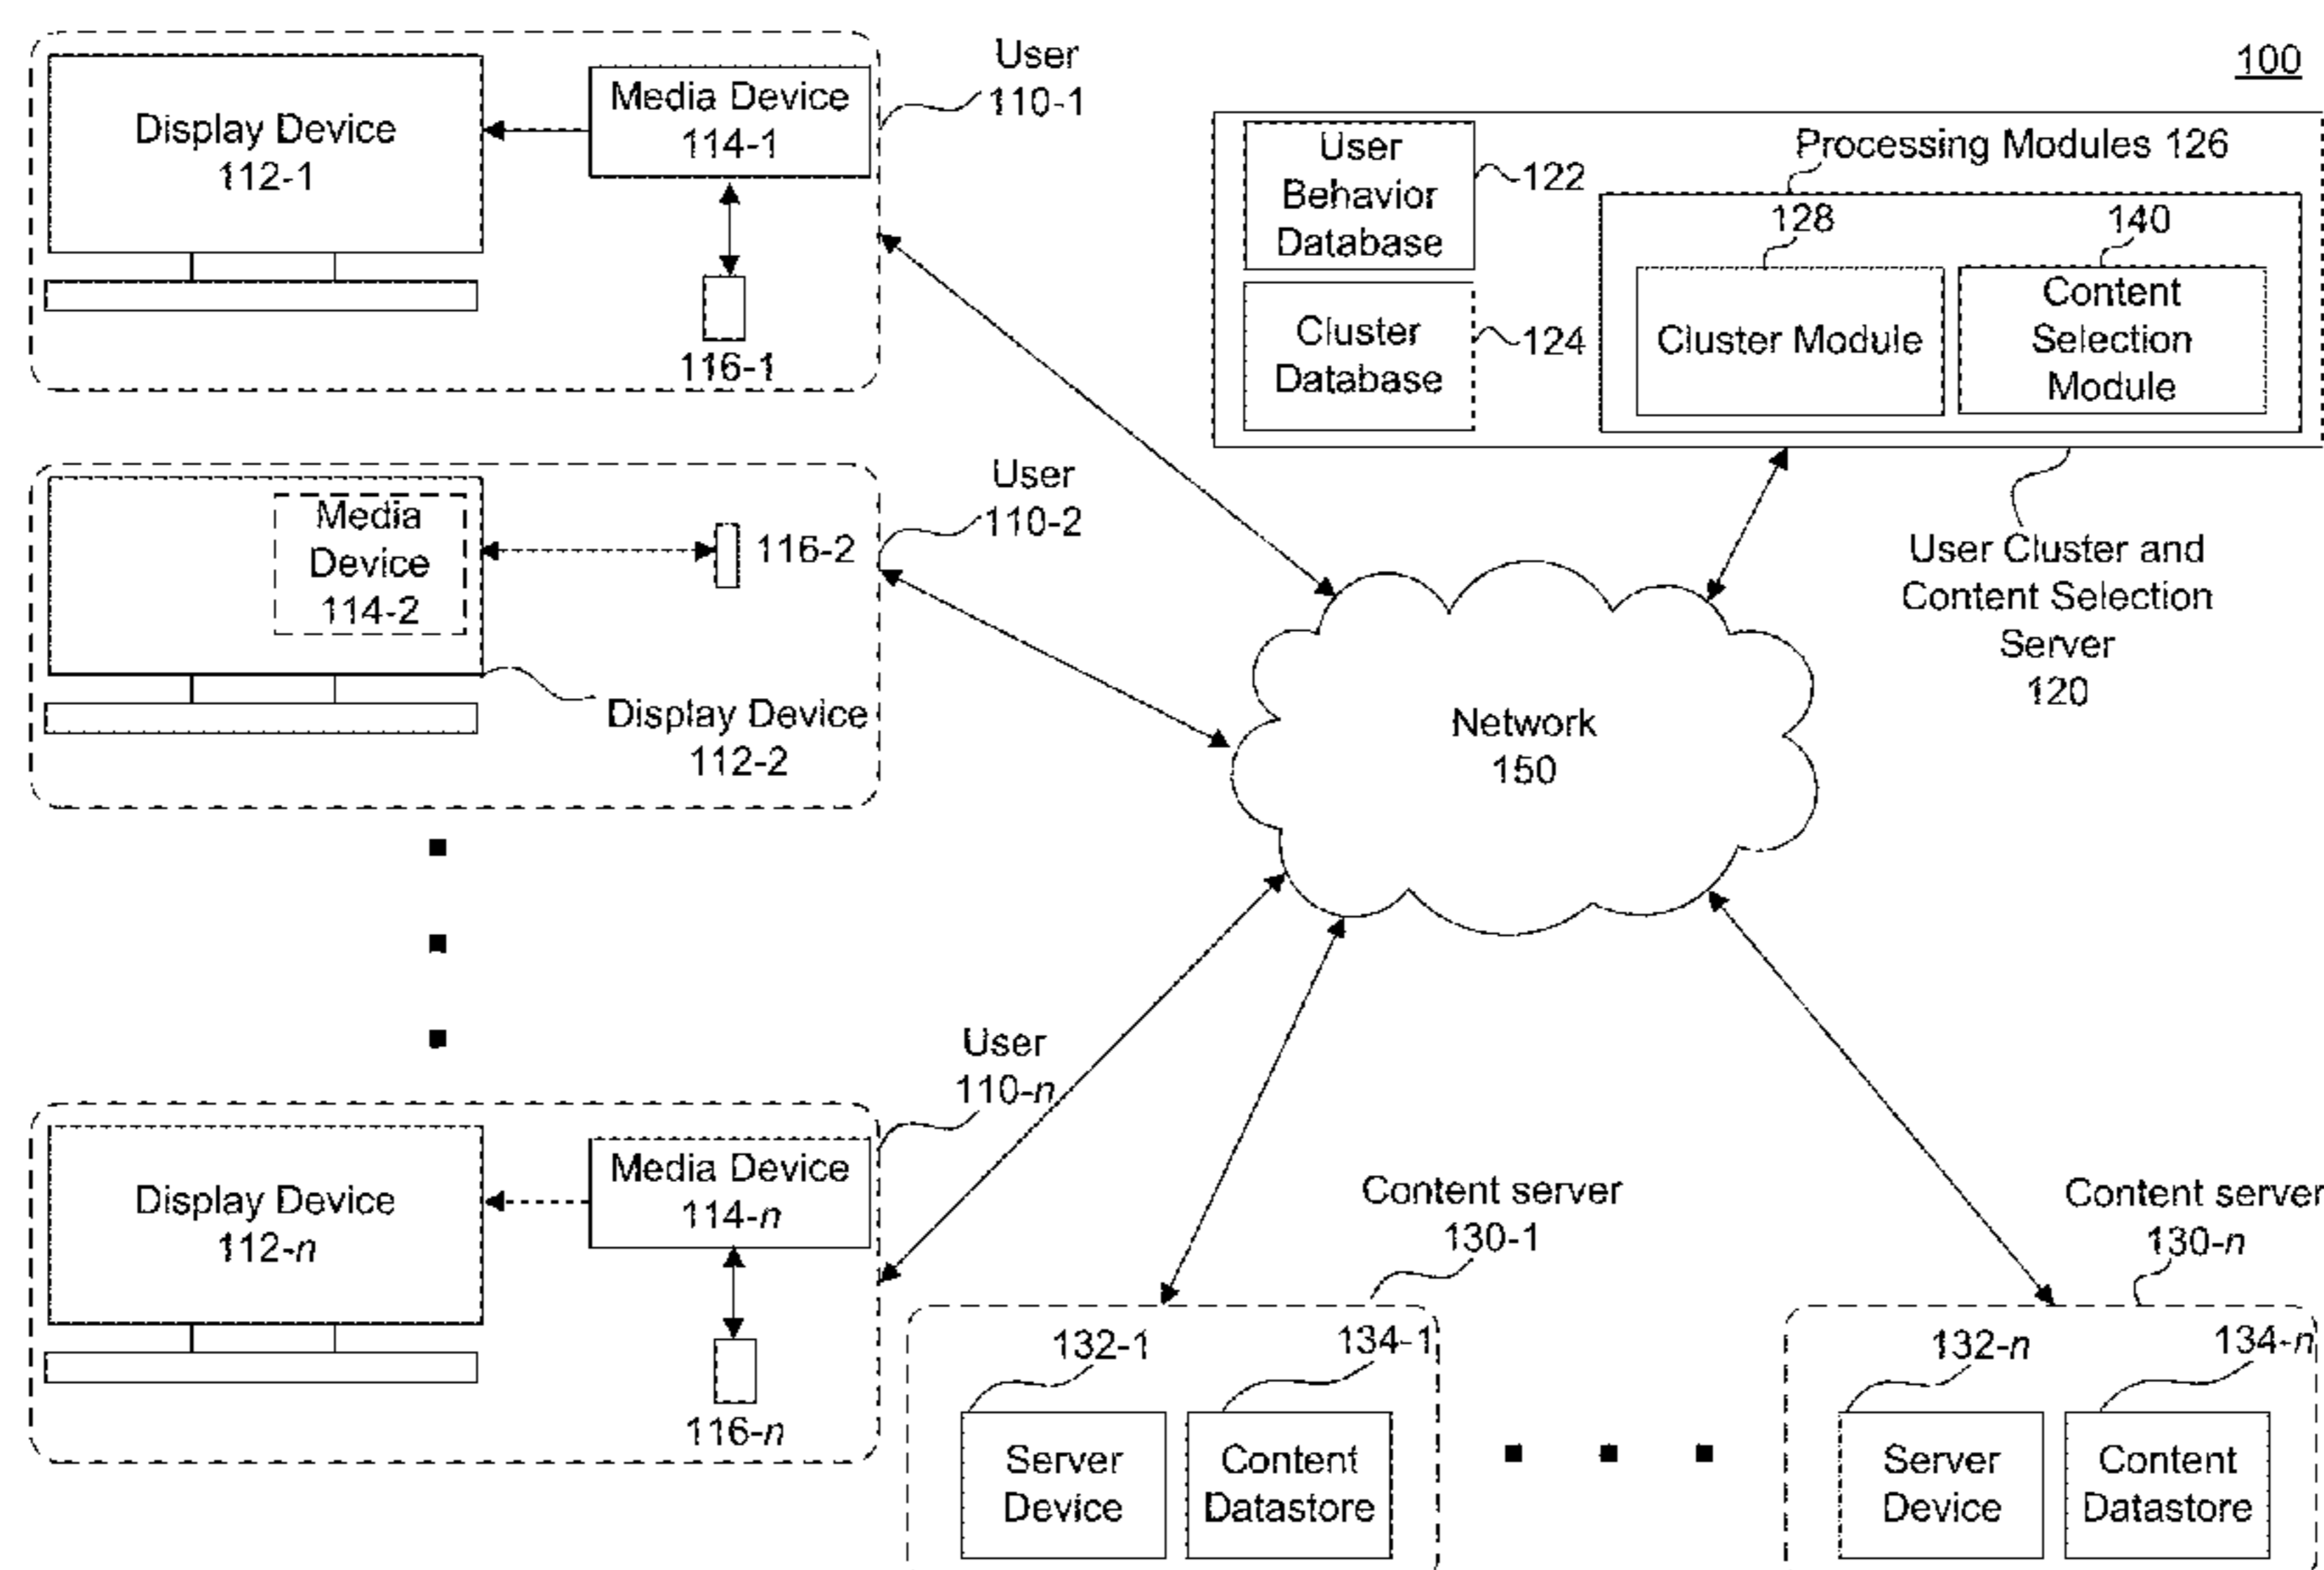 100
User
110-1
Display Device
112-1
Media Device
114-1
116-1
Processing Modules 126
User
Behavior
Database
122
Cluster
Database
124
128
Cluster Module
140
Content
Selection
Module
User Cluster and
Content Selection
Server
120
User
110-2
Media
Device
114-2
116-2
Display Device
112-2
Network
150
User
110-n
Display Device
112-n
Media Device
114-n
116-n
Content server
130-1
132-1
134-1
Server
Device
Content
Datastore
Content server
130-n
132-n
134-n
Server
Device
Content
Datastore